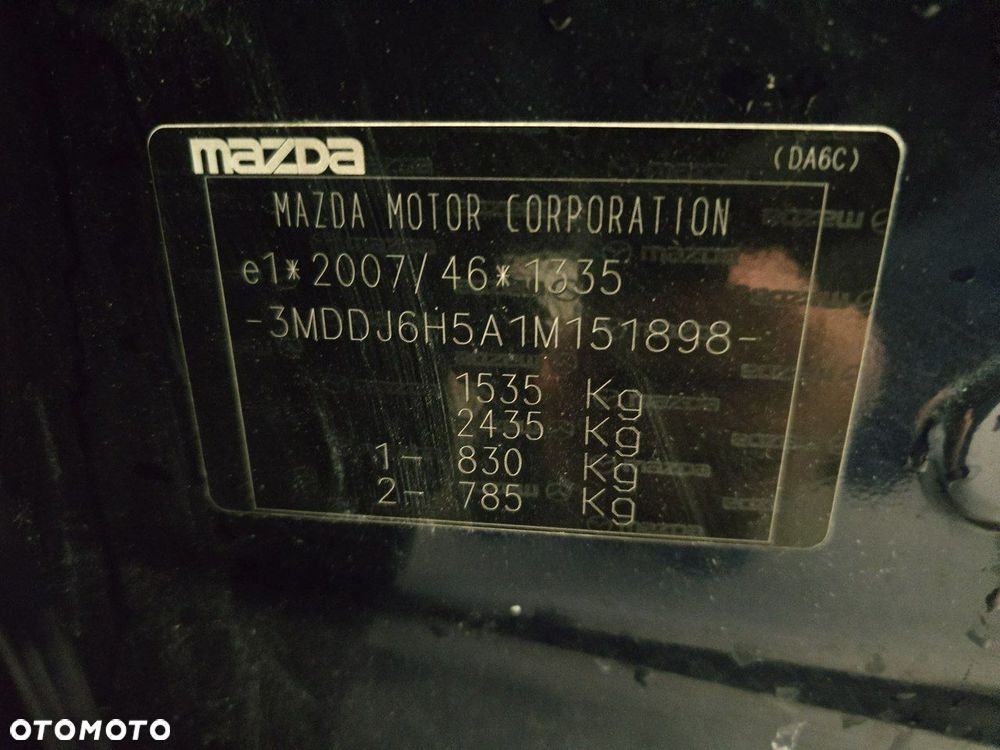 mazda (DA6C)
MAZDA MOTOR CORPORATION
e1*2007/46*1335
-3MDDJ6H5A1M151898-
1535 Kg
2435 Kg
1- 830 Kg
2- 785 Kg
OTOMOTO